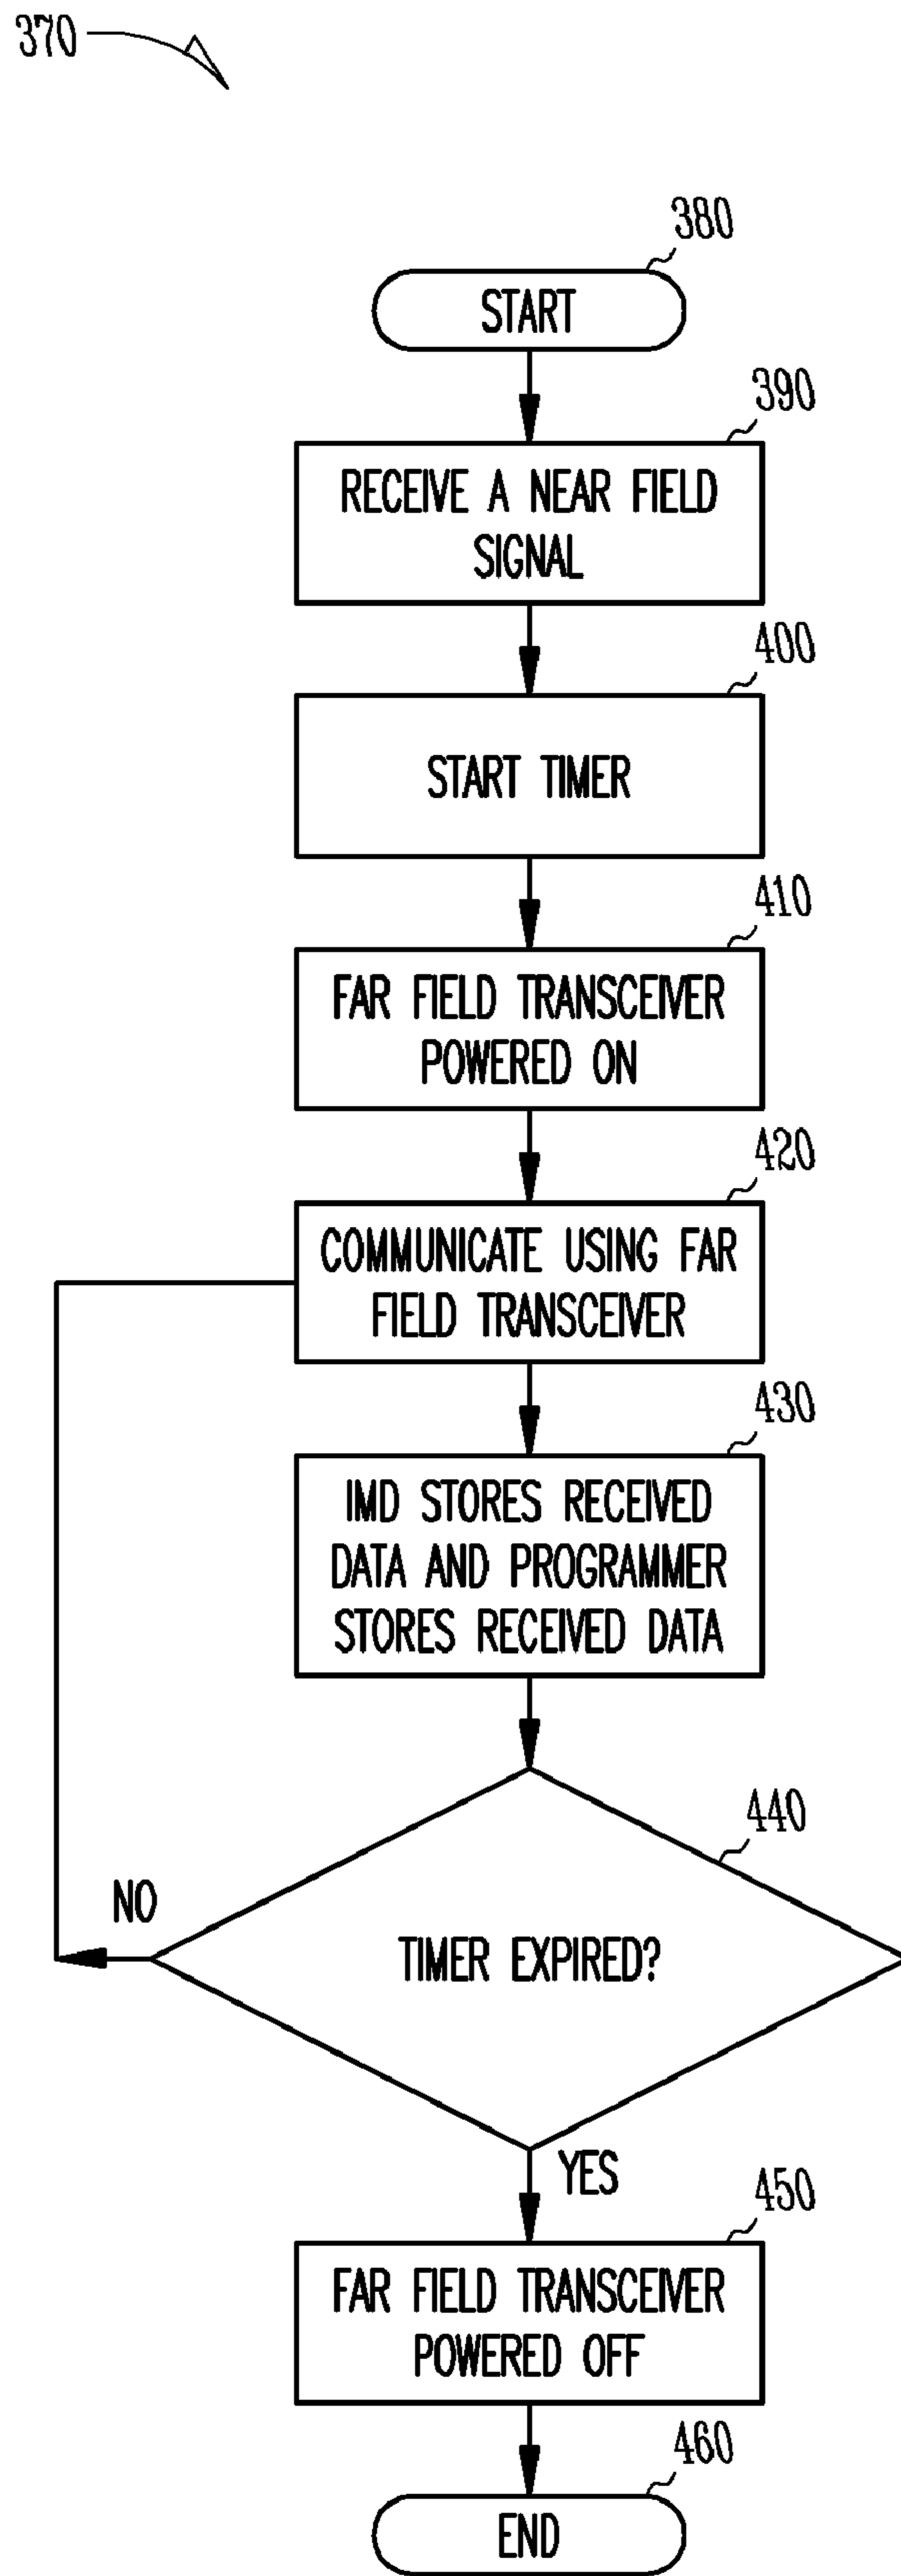 370
380
START
390
RECEIVE A NEAR FIELD
SIGNAL
400
START TIMER
410
FAR FIELD TRANSCEIVER
POWERED ON
420
COMMUNICATE USING FAR
FIELD TRANSCEIVER
430
IMD STORES RECEIVED
DATA AND PROGRAMMER
STORES RECEIVED DATA
440
NO
TIMER EXPIRED?
YES
450
FAR FIELD TRANSCEIVER
POWERED OFF
460
END